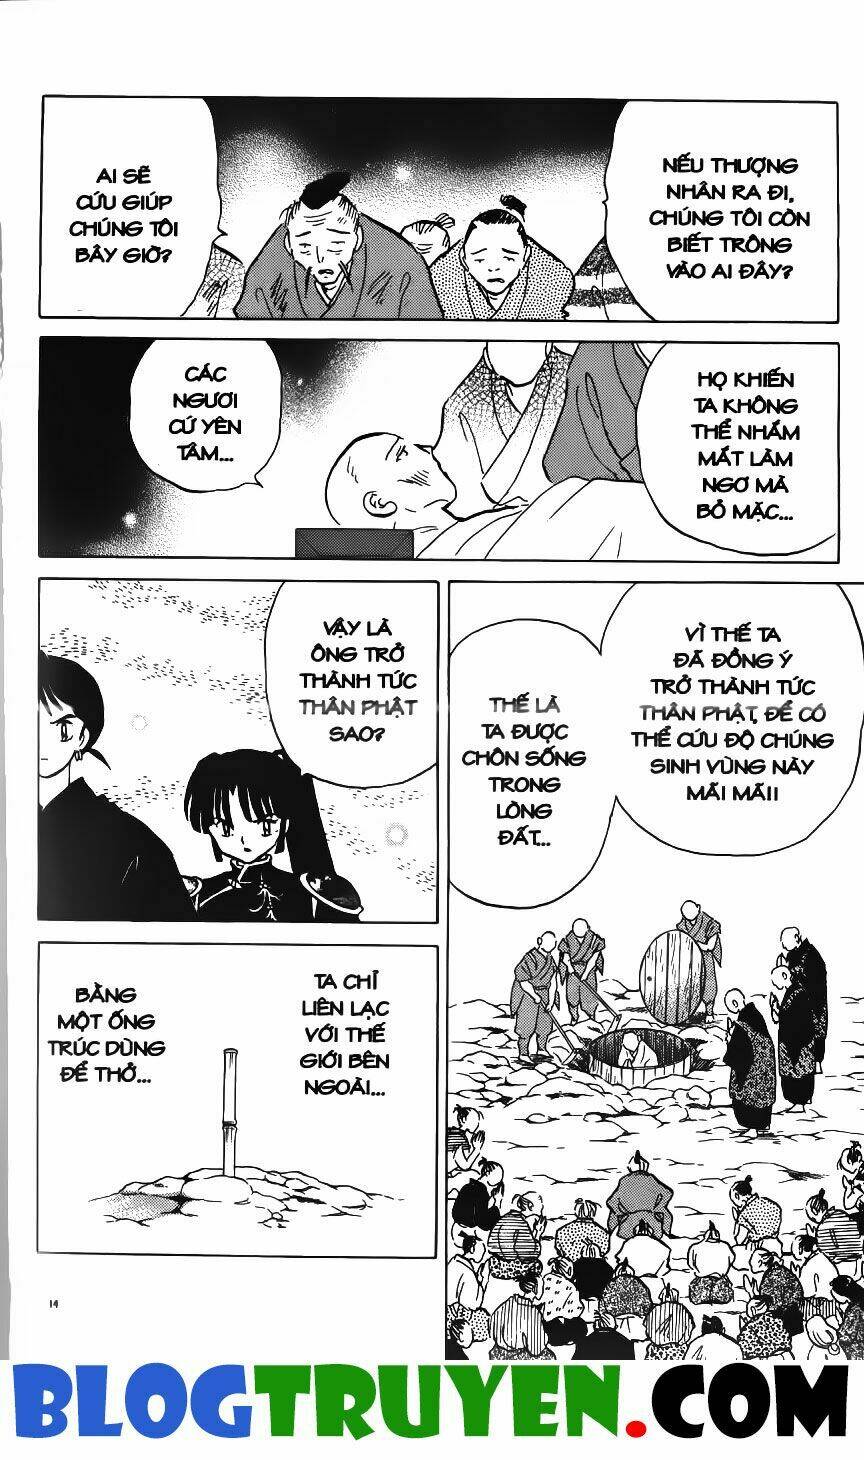 NẾU THƯỢNG
NHÂN RA ĐI,
CHÚNG TÔI CÒN
BIẾT TRÔNG
VÀO AI ĐÂY?
AI SẼ
CỨU GIÚP
CHÚNG TÔI
BÂY GIỜ?
HỌ KHIẾN
TA KHÔNG
THỂ NHẮM
MẮT LÀM
NGƠ MÀ
BỎ MẶC...
CÁC
NGƯƠI
CỨ YÊN
TÂM...
VÌ THẾ TA
ĐÃ ĐỒNG Ý
TRỞ THÀNH TỨC
THÂN PHẬT, ĐỂ CÓ
THỂ CỨU ĐỘ CHÚNG
SINH VÙNG NÀY
MÃI MÃI!
THẾ LÀ
TA ĐƯỢC
CHÔN SỐNG
TRONG
LÒNG
ĐẤT...
VẬY LÀ
ÔNG TRỞ
THÀNH TỨC
THÂN PHẬT
SAO?
TA CHỈ
LIÊN LẠC
VỚI THẾ
GIỚI BÊN
NGOÀI...
BẰNG
MỘT ỐNG
TRÚC DÙNG
ĐỂ THỞ...
14
BLOGTRUYEN.COM